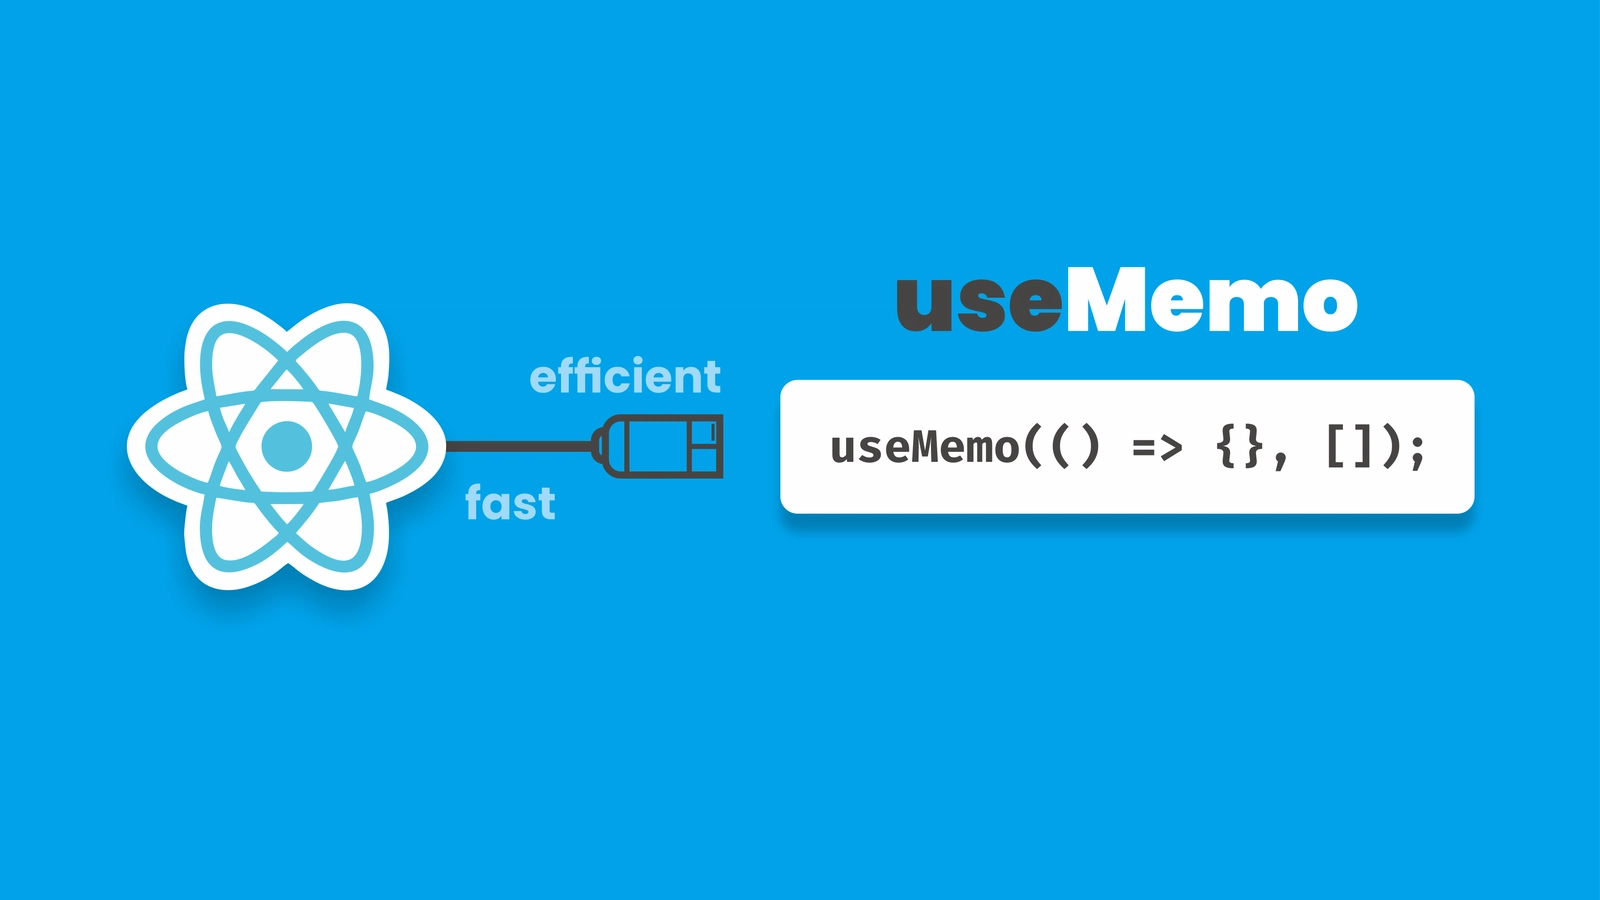 useMemo
efficient
useMemo(() => {}, []);
fast